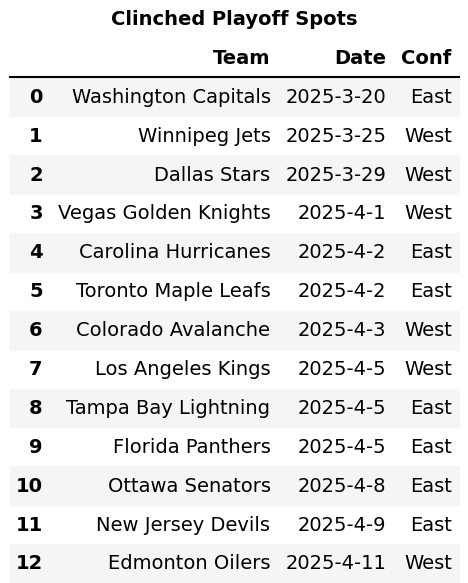 Clinched Playoff Spots
Team Date Conf
0 Washington Capitals 2025-3-20 East
1 Winnipeg Jets 2025-3-25 West
2 Dallas Stars 2025-3-29 West
3 Vegas Golden Knights 2025-4-1 West
4 Carolina Hurricanes 2025-4-2 East
5 Toronto Maple Leafs 2025-4-2 East
6 Colorado Avalanche 2025-4-3 West
7 Los Angeles Kings 2025-4-5 West
8 Tampa Bay Lightning 2025-4-5 East
9 Florida Panthers 2025-4-5 East
10 Ottawa Senators 2025-4-8 East
11 New Jersey Devils 2025-4-9 East
12 Edmonton Oilers 2025-4-11 West